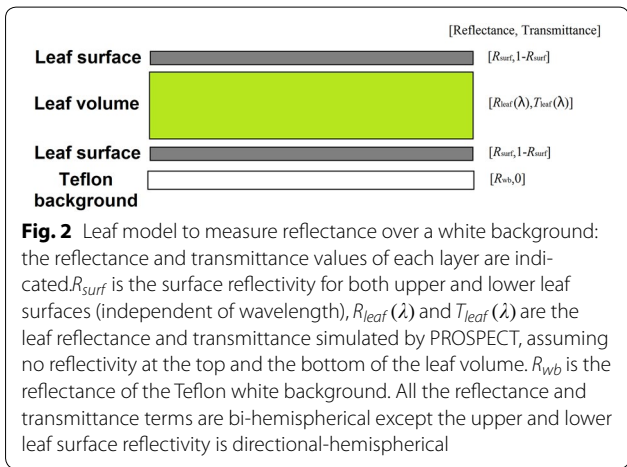 [Reflectance, Transmittance]
Leaf surface [Rsurf,1-Rsurf]
Leaf volume [Rleaf(λ),Tleaf(λ)]
Leaf surface [Rsurf,1-Rsurf]
Teflon
background [Rwb,0]
Fig. 2 Leaf model to measure reflectance over a white background:
the reflectance and transmittance values of each layer are indi-
cated.Rsurf is the surface reflectivity for both upper and lower leaf
surfaces (independent of wavelength), Rleaf (λ) and Tleaf (λ) are the
leaf reflectance and transmittance simulated by PROSPECT, assuming
no reflectivity at the top and the bottom of the leaf volume. Rwb is the
reflectance of the Teflon white background. All the reflectance and
transmittance terms are bi-hemispherical except the upper and lower
leaf surface reflectivity is directional-hemispherical